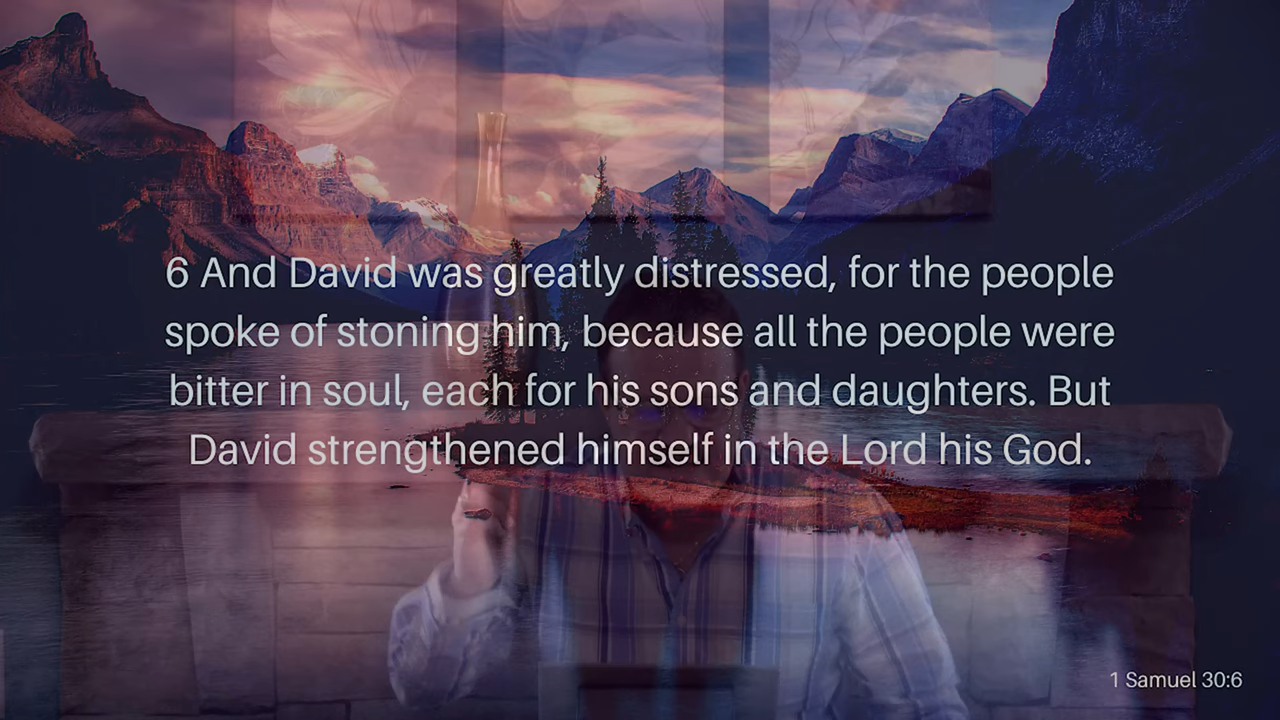 6 And David was greatly distressed, for the people
spoke of stoning him, because all the people were
bitter in soul, each for his sons and daughters. But
David strengthened himself in the Lord his God.
1 Samuel 30:6